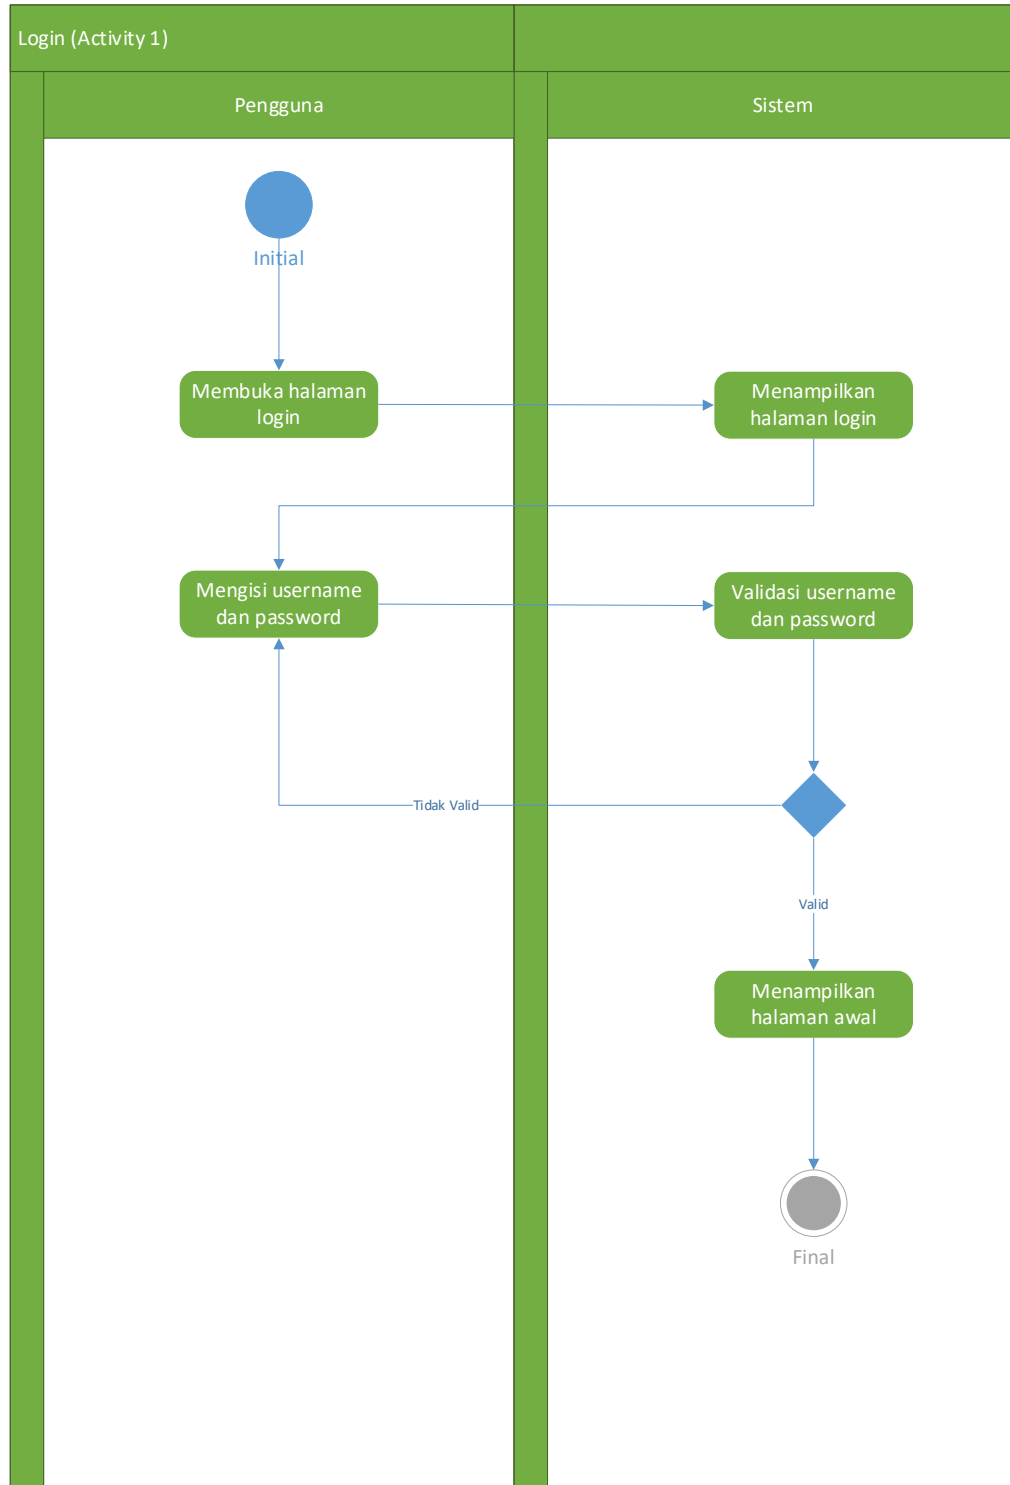 Login (Activity 1)
Pengguna
Sistem
Initial
Membuka halaman
login
Menampilkan
halaman login
Mengisi username
dan password
Validasi username
dan password
Tidak Valid
Valid
Menampilkan
halaman awal
Final